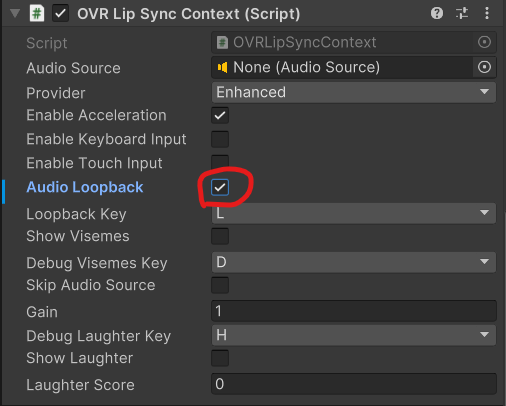 OVR Lip Sync Context (Script)
Script OVRLipSyncContext
Audio Source None (Audio Source)
Provider Enhanced
Enable Acceleration
Enable Keyboard Input
Enable Touch Input
Audio Loopback
Loopback Key L
Show Visemes
Debug Visemes Key D
Skip Audio Source
Gain 1
Debug Laughter Key H
Show Laughter
Laughter Score 0